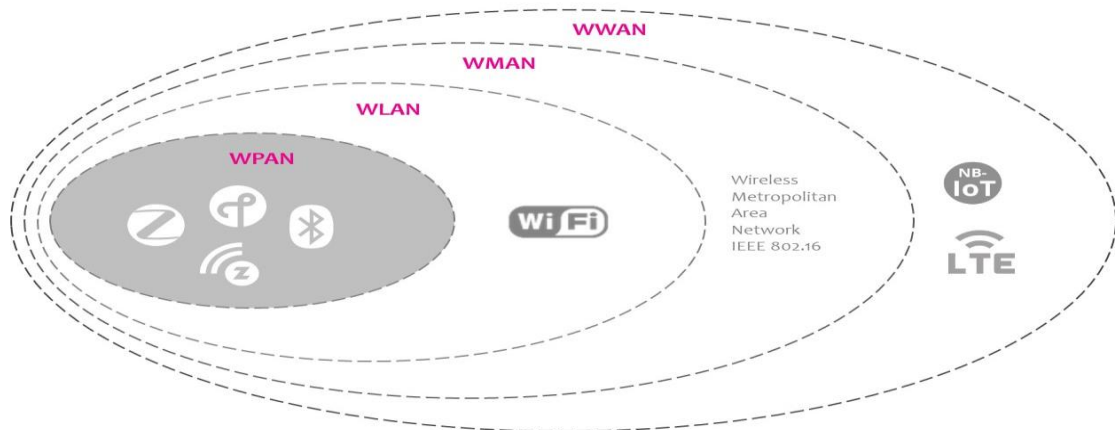 WWAN
WMAN
WLAN
WPAN
Wi Fi
Wireless
Metropolitan
Area
Network
IEEE 802.16
NB-
IoT
LTE
Z
z